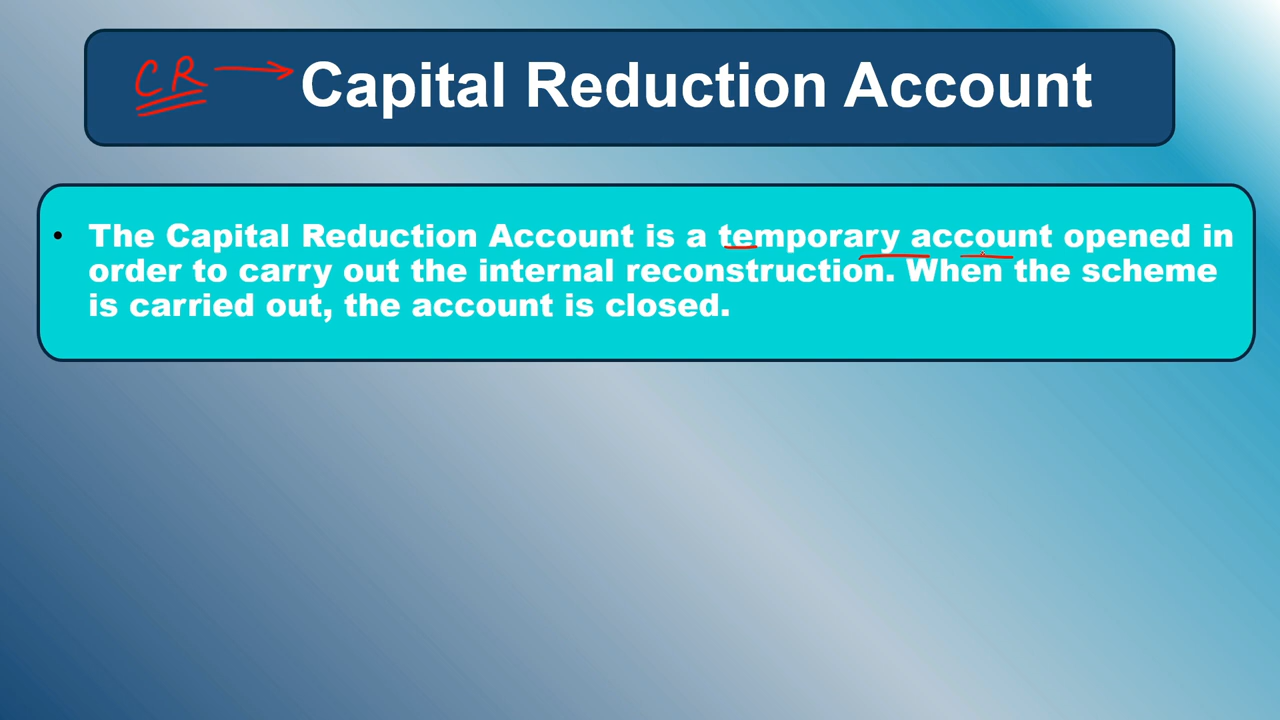 CR → Capital Reduction Account
• The Capital Reduction Account is a temporary account opened in
order to carry out the internal reconstruction. When the scheme
is carried out, the account is closed.